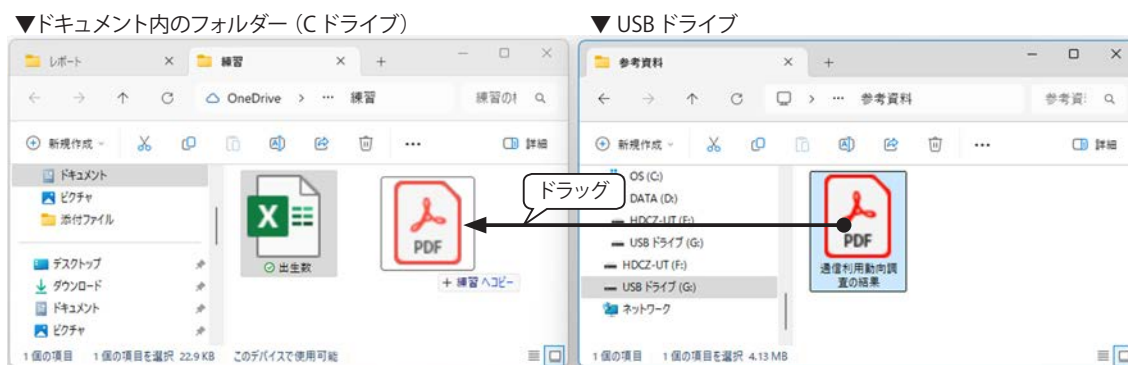 ▼ドキュメント内のフォルダー（C ドライブ）
▼ USB ドライブ
レポート
練習
OneDrive > … 練習
練習の
新規作成
詳細
ドキュメント
ピクチャ
添付ファイル
デスクトップ
ダウンロード
ドキュメント
ピクチャ
X
出生数
PDF
+ 練習 へコピー
1 個の項目 1 個の項目を選択 22.9 KB このデバイスで使用可能
ドラッグ
参考資料
> … 参考資料
参考資
新規作成
詳細
OS (C:)
DATA (D:)
HDCZ-UT (F:)
USB ドライブ (G:)
HDCZ-UT (F:)
USB ドライブ (G:)
ネットワーク
PDF
通信利用動向調
査の結果
1 個の項目 1 個の項目を選択 4.13 MB